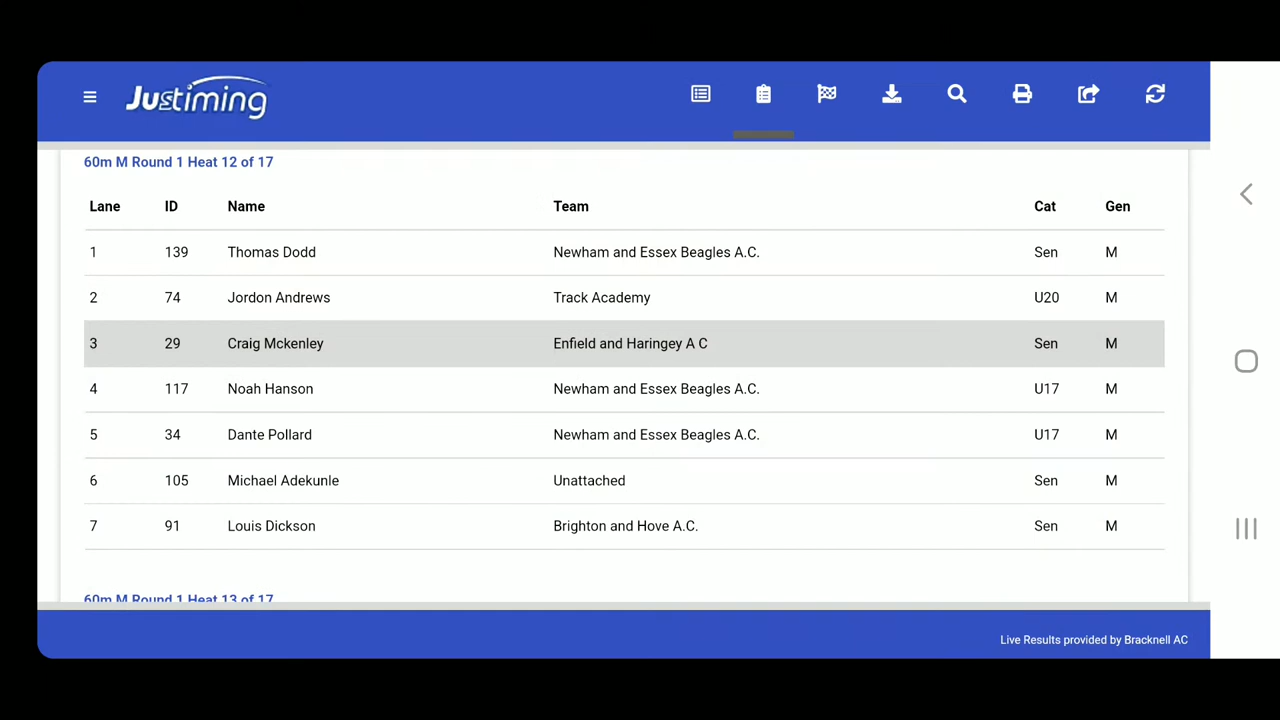 Justiming
60m M Round 1 Heat 12 of 17
Lane ID Name Team Cat Gen
1 139 Thomas Dodd Newham and Essex Beagles A.C. Sen M
2 74 Jordon Andrews Track Academy U20 M
3 29 Craig Mckenley Enfield and Haringey A C Sen M
4 117 Noah Hanson Newham and Essex Beagles A.C. U17 M
5 34 Dante Pollard Newham and Essex Beagles A.C. U17 M
6 105 Michael Adekunle Unattached Sen M
7 91 Louis Dickson Brighton and Hove A.C. Sen M
60m M Round 1 Heat 13 of 17
Live Results provided by Bracknell AC